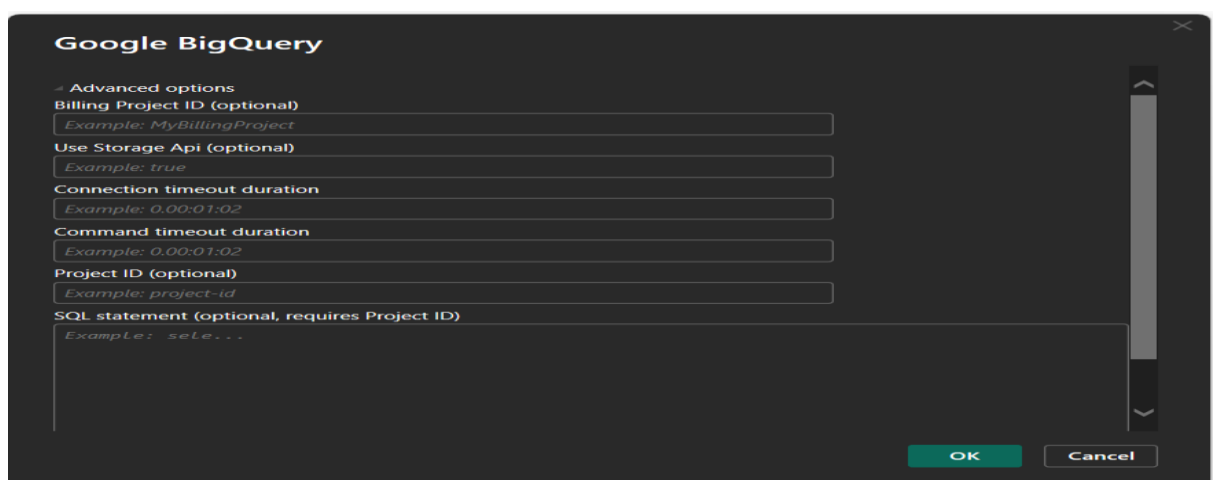 Google BigQuery
Advanced options
Billing Project ID (optional)
Example: MyBillingProject
Use Storage Api (optional)
Example: true
Connection timeout duration
Example: 0.00:01:02
Command timeout duration
Example: 0.00:01:02
Project ID (optional)
Example: project-id
SQL statement (optional, requires Project ID)
Example: sele...
OK Cancel